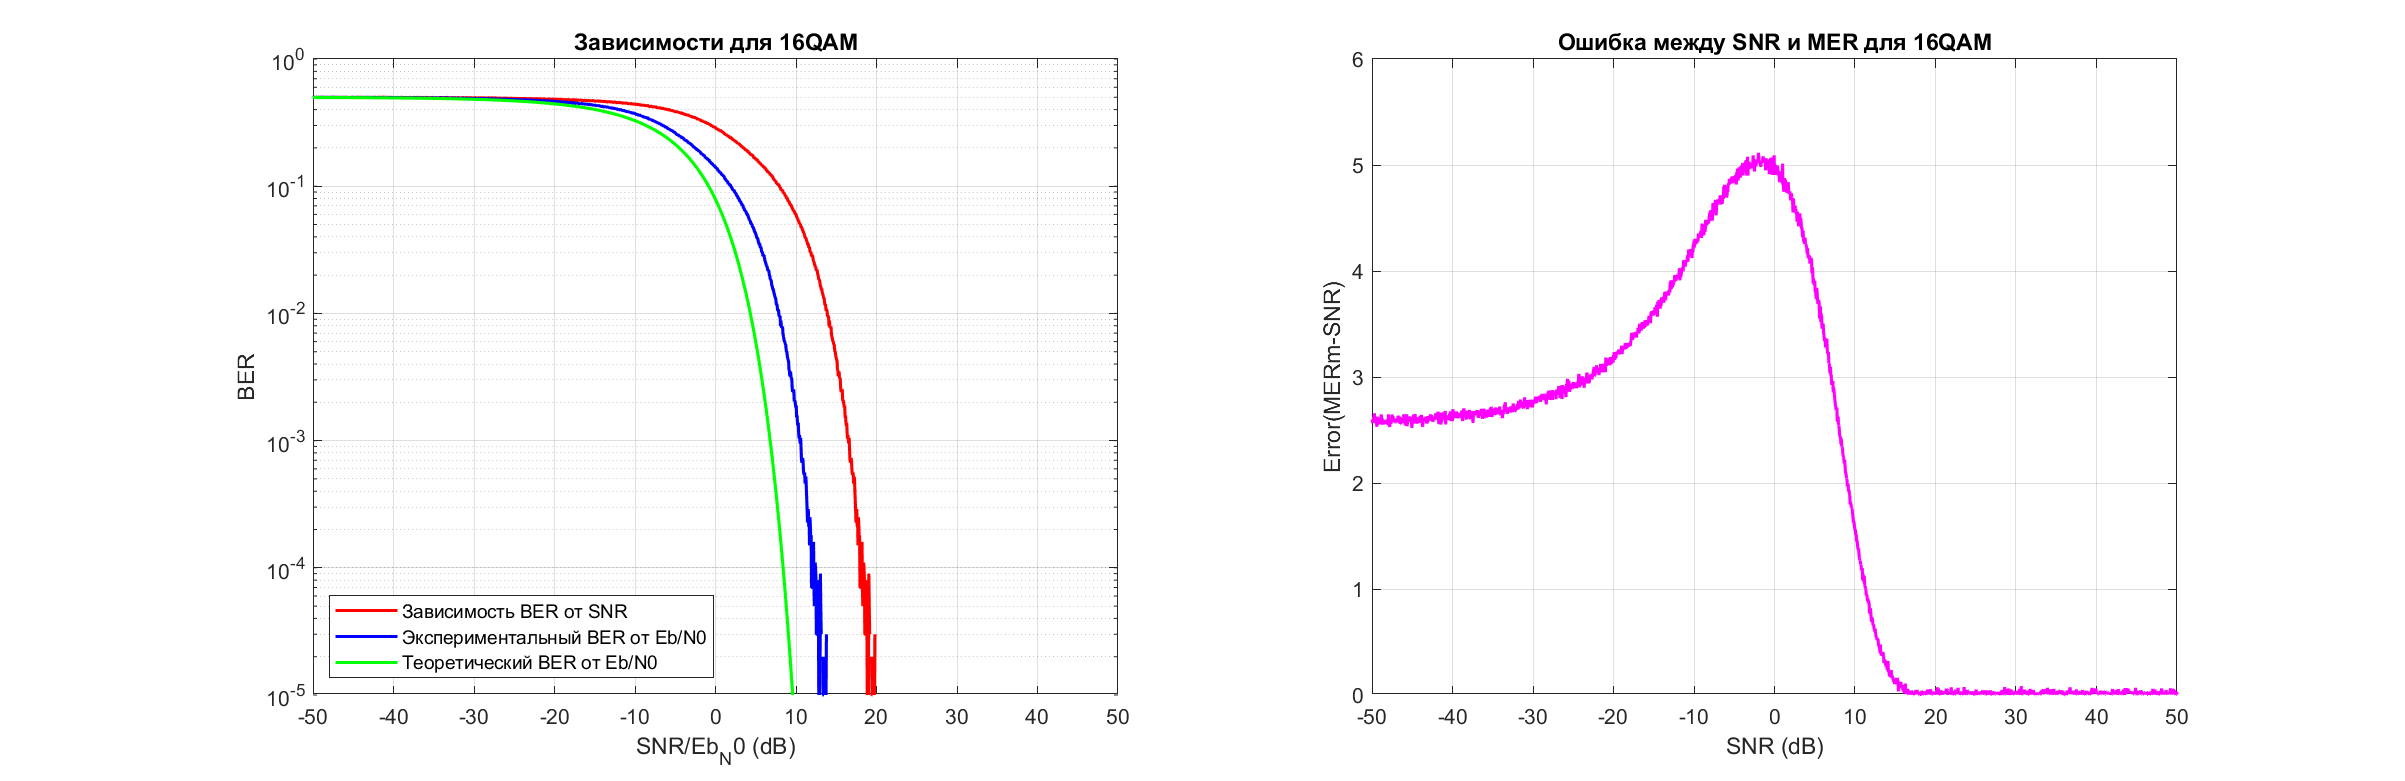 Зависимости для 16QAM
10^0
10^-1
10^-2
10^-3
10^-4
10^-5
BER
Зависимость BER от SNR
Экспериментальный BER от Eb/N0
Теоретический BER от Eb/N0
-50 -40 -30 -20 -10 0 10 20 30 40 50
SNR/Eb_N0 (dB)
Ошибка между SNR и MER для 16QAM
6
5
4
3
2
1
0
Error(MERm-SNR)
-50 -40 -30 -20 -10 0 10 20 30 40 50
SNR (dB)